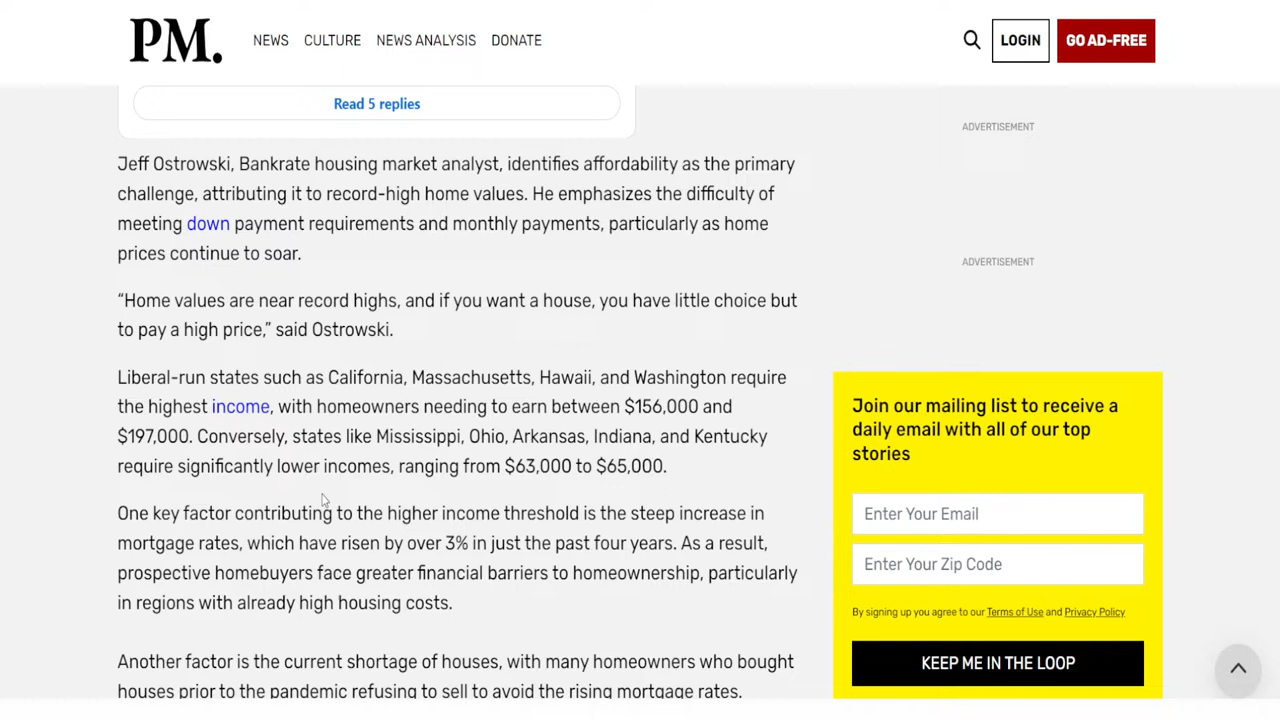 PM.
NEWS CULTURE NEWS ANALYSIS DONATE
LOGIN
GO AD-FREE
Read 5 replies
Jeff Ostrowski, Bankrate housing market analyst, identifies affordability as the primary
challenge, attributing it to record-high home values. He emphasizes the difficulty of
meeting down payment requirements and monthly payments, particularly as home
prices continue to soar.
“Home values are near record highs, and if you want a house, you have little choice but
to pay a high price,” said Ostrowski.
Liberal-run states such as California, Massachusetts, Hawaii, and Washington require
the highest income, with homeowners needing to earn between $156,000 and
$197,000. Conversely, states like Mississippi, Ohio, Arkansas, Indiana, and Kentucky
require significantly lower incomes, ranging from $63,000 to $65,000.
One key factor contributing to the higher income threshold is the steep increase in
mortgage rates, which have risen by over 3% in just the past four years. As a result,
prospective homebuyers face greater financial barriers to homeownership, particularly
in regions with already high housing costs.
Another factor is the current shortage of houses, with many homeowners who bought
houses prior to the pandemic refusing to sell to avoid the rising mortgage rates.
ADVERTISEMENT
ADVERTISEMENT
Join our mailing list to receive a
daily email with all of our top
stories
Enter Your Email
Enter Your Zip Code
By signing up you agree to our Terms of Use and Privacy Policy
KEEP ME IN THE LOOP